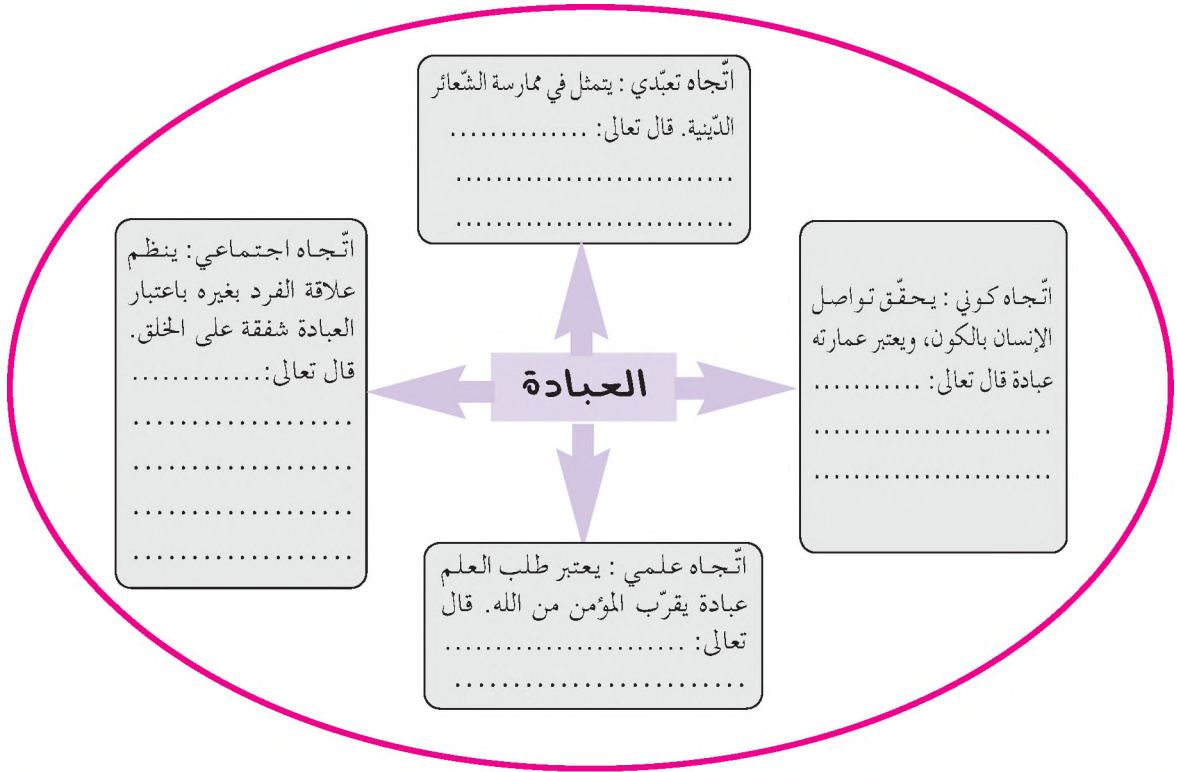 اتّجاه تعبّدي : يتمثل في ممارسة الشّعائر
الدّينية. قال تعالى: ..............
............................
............................
اتّجاه كوني : يحقّق تواصل
الإنسان بالكون، ويعتبر عمارته
عبادة قال تعالى: ...........
........................
........................
العبادة
اتّجاه اجتماعي : ينظم
علاقة الفرد بغيره باعتبار
العبادة شفقة على الخلق.
قال تعالى:.............
...................
...................
...................
...................
اتّجاه علمي : يعتبر طلب العلم
عبادة يقرّب المؤمن من الله. قال
تعالى: ......................
..........................